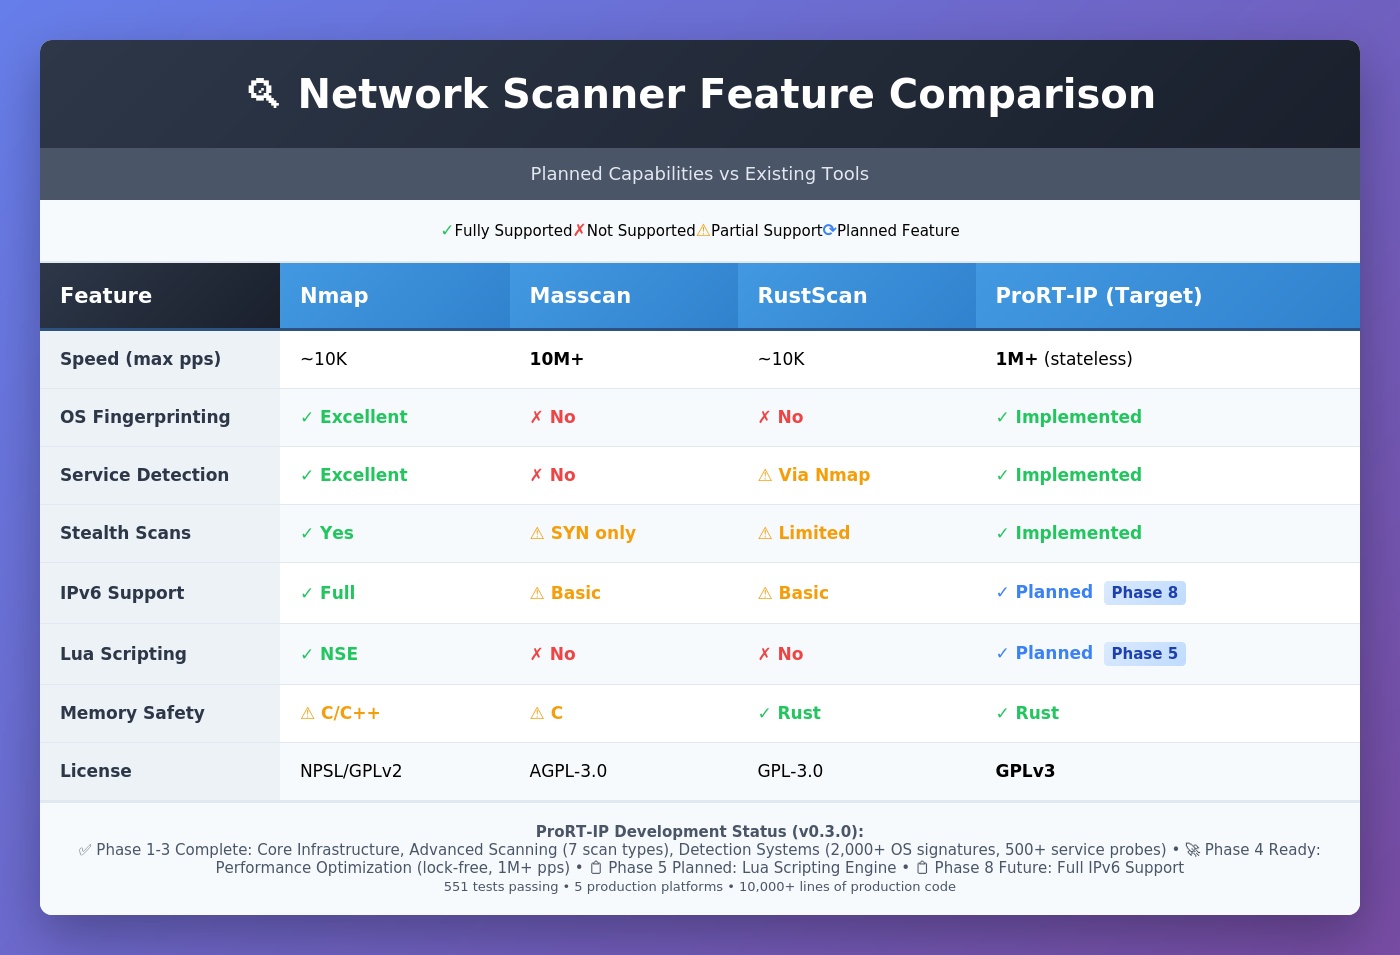 🔍 Network Scanner Feature Comparison
Planned Capabilities vs Existing Tools
✓Fully Supported✗Not Supported⚠Partial Support⟳Planned Feature
Feature Nmap Masscan RustScan ProRT-IP (Target)
Speed (max pps) ~10K 10M+ ~10K 1M+ (stateless)
OS Fingerprinting ✓ Excellent ✗ No ✗ No ✓ Implemented
Service Detection ✓ Excellent ✗ No ⚠ Via Nmap ✓ Implemented
Stealth Scans ✓ Yes ⚠ SYN only ⚠ Limited ✓ Implemented
IPv6 Support ✓ Full ⚠ Basic ⚠ Basic ✓ Planned Phase 8
Lua Scripting ✓ NSE ✗ No ✗ No ✓ Planned Phase 5
Memory Safety ⚠ C/C++ ⚠ C ✓ Rust ✓ Rust
License NPSL/GPLv2 AGPL-3.0 GPL-3.0 GPLv3
ProRT-IP Development Status (v0.3.0):
✅ Phase 1-3 Complete: Core Infrastructure, Advanced Scanning (7 scan types), Detection Systems (2,000+ OS signatures, 500+ service probes) • 🚀 Phase 4 Ready:
Performance Optimization (lock-free, 1M+ pps) • 📋 Phase 5 Planned: Lua Scripting Engine • 📋 Phase 8 Future: Full IPv6 Support
551 tests passing • 5 production platforms • 10,000+ lines of production code